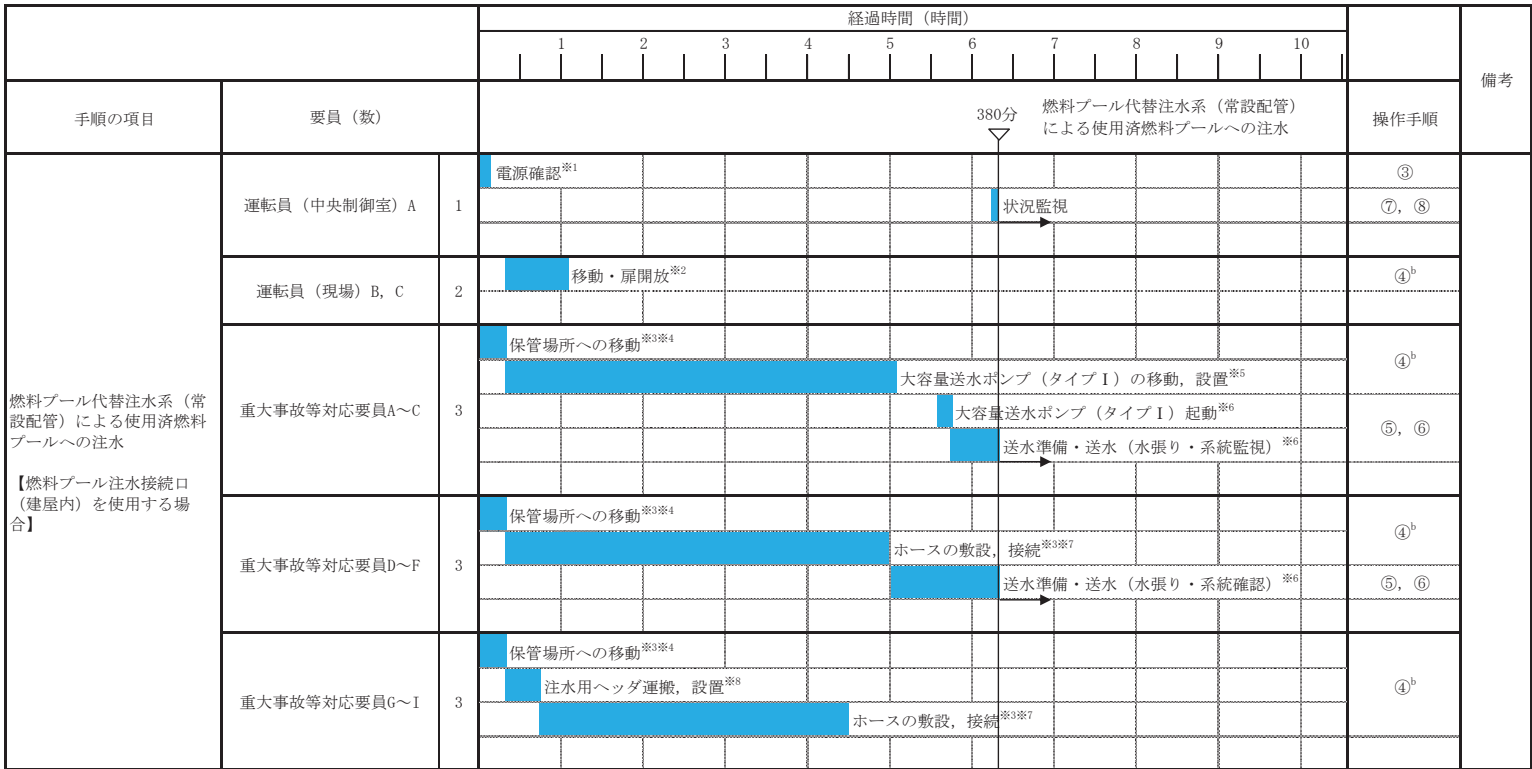 経過時間（時間）
1 2 3 4 5 6 7 8 9 10
備考
手順の項目
要員（数）
380分
燃料プール代替注水系（常設配管）
による使用済燃料プールへの注水
操作手順
燃料プール代替注水系（常
設配管）による使用済燃料
プールへの注水
【燃料プール注水接続口
（建屋内）を使用する場
合】
運転員（中央制御室）A
1
電源確認※1
③
状況監視
⑦，⑧
運転員（現場）B，C
2
移動・扉開放※2
④b
重大事故等対応要員A～C
3
保管場所への移動※3※4
大容量送水ポンプ（タイプⅠ）の移動，設置※5
④b
大容量送水ポンプ（タイプⅠ）起動※6
送水準備・送水（水張り・系統監視）※6
⑤，⑥
重大事故等対応要員D～F
3
保管場所への移動※3※4
ホースの敷設，接続※3※7
④b
送水準備・送水（水張り・系統確認）※6
⑤，⑥
重大事故等対応要員G～I
3
保管場所への移動※3※4
注水用ヘッダ運搬，設置※8
④b
ホースの敷設，接続※3※7